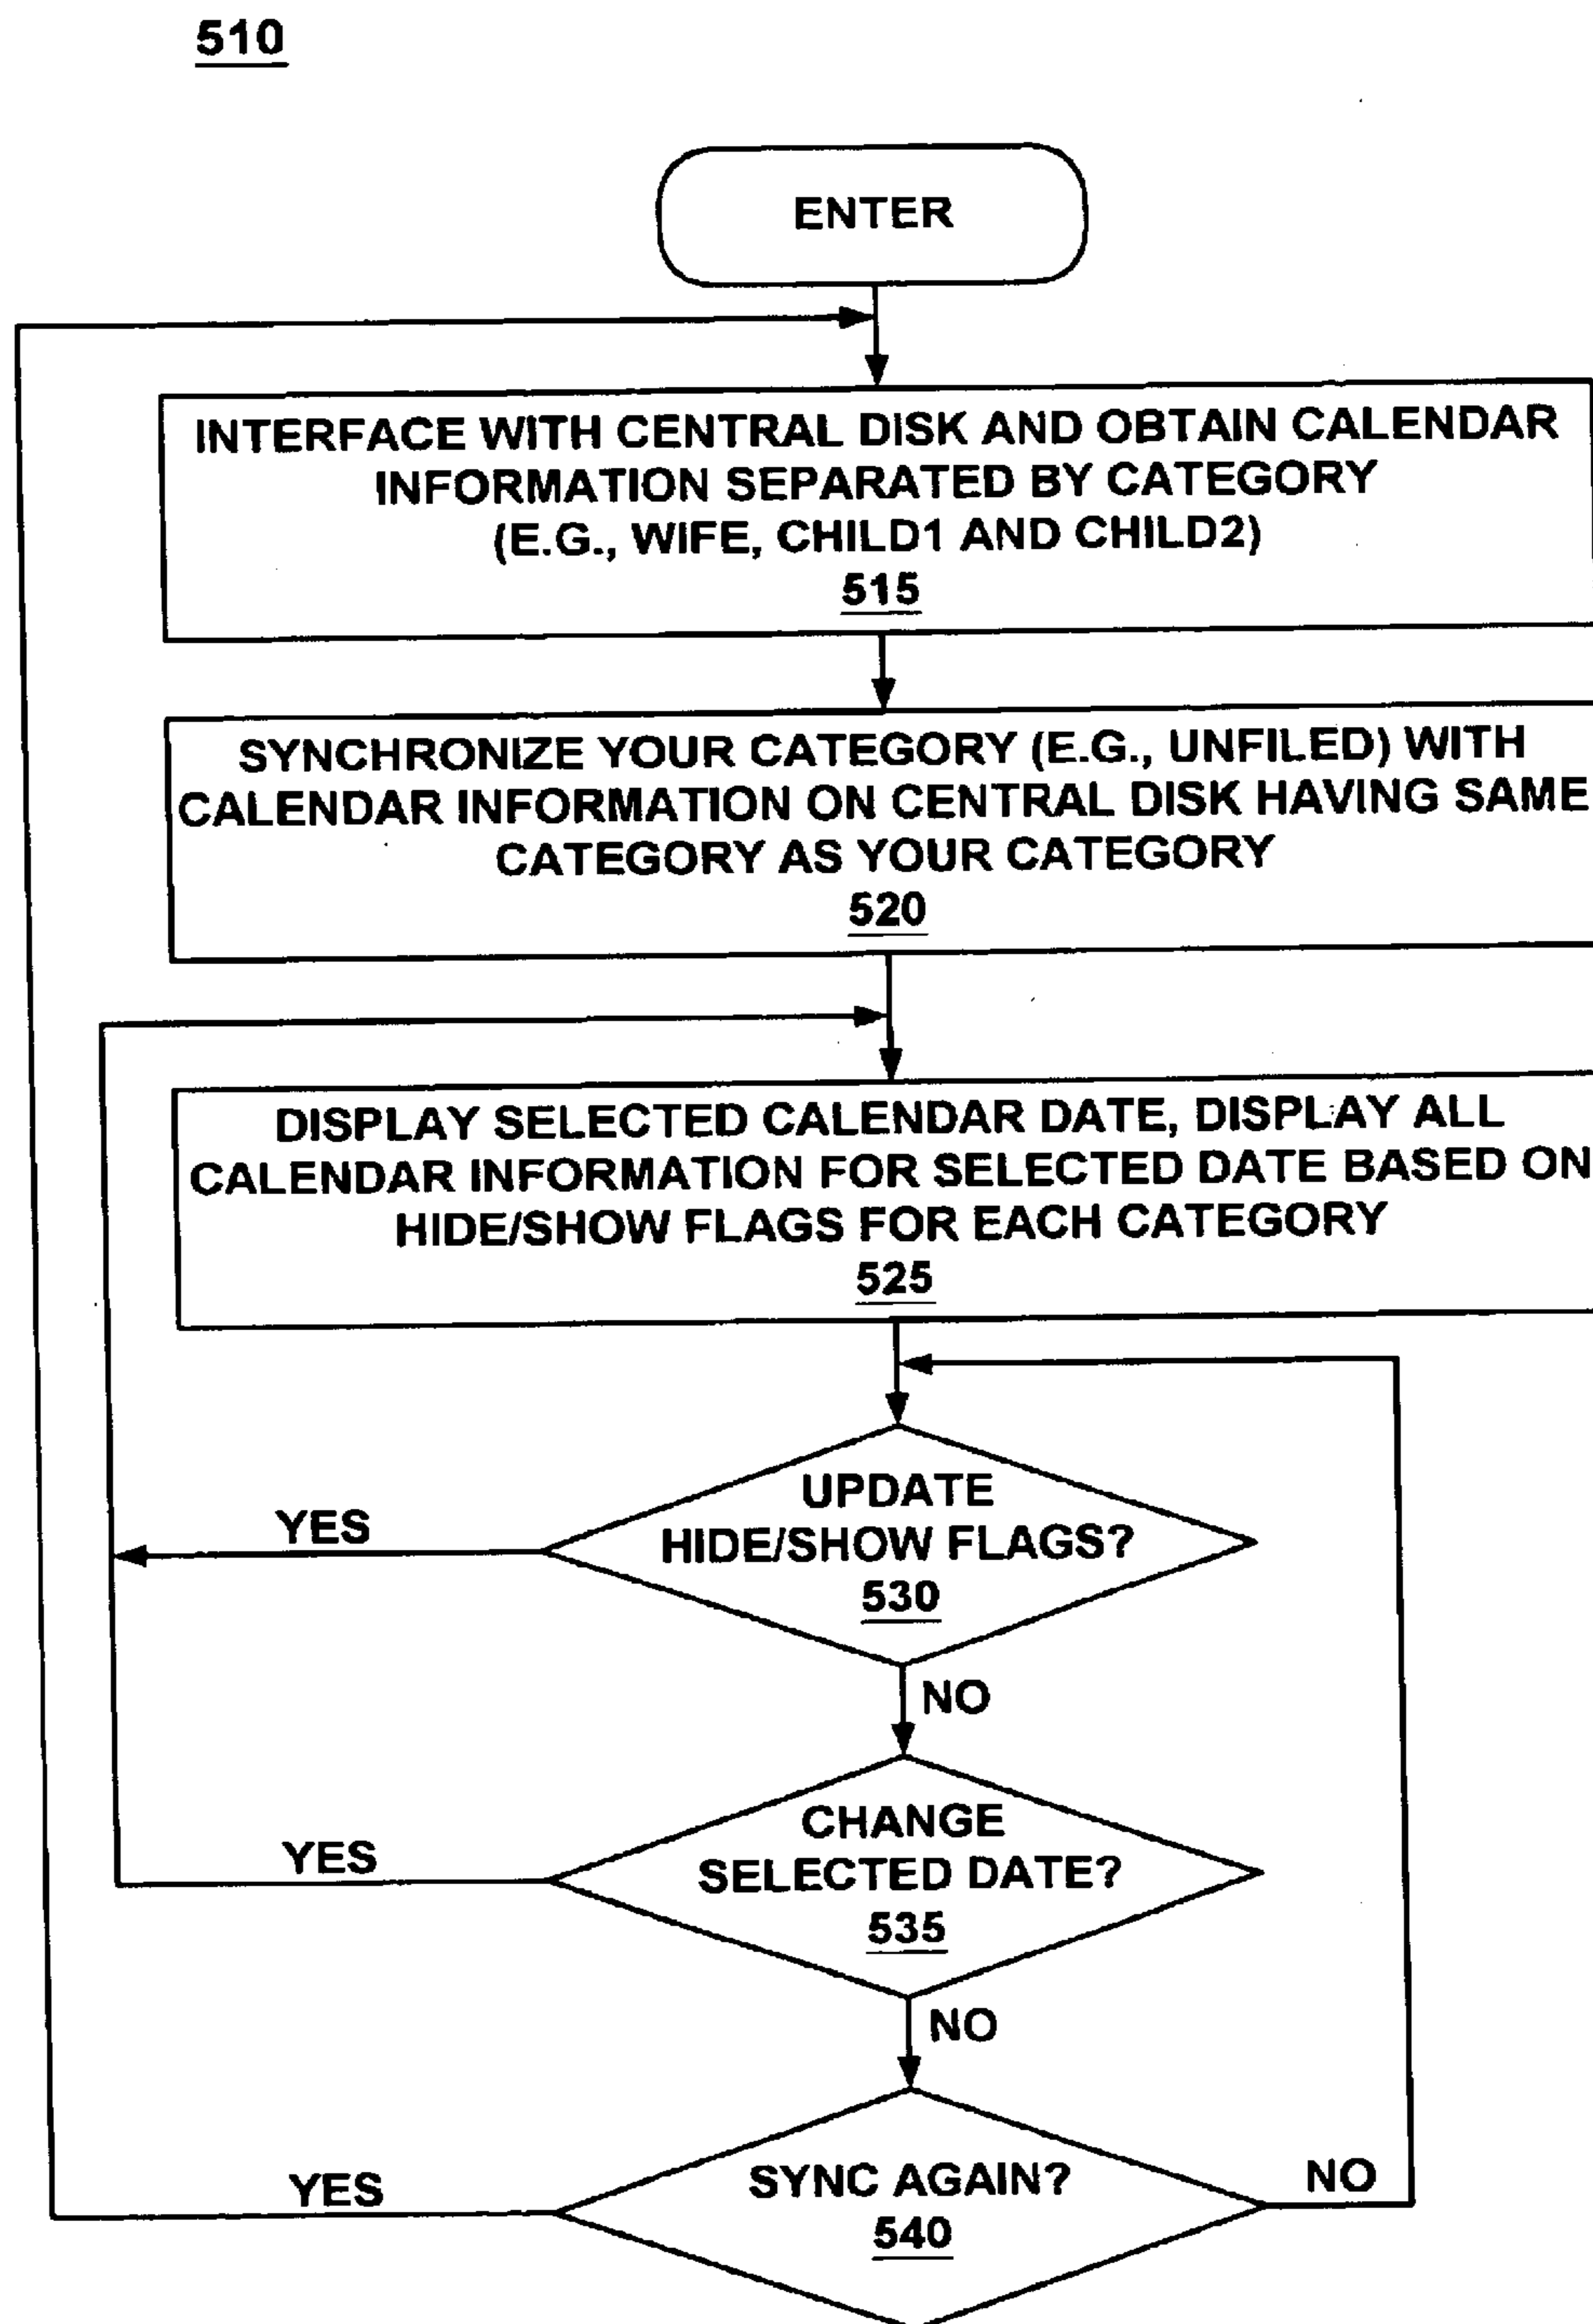 510
ENTER
INTERFACE WITH CENTRAL DISK AND OBTAIN CALENDAR
INFORMATION SEPARATED BY CATEGORY
(E.G., WIFE, CHILD1 AND CHILD2)
515
SYNCHRONIZE YOUR CATEGORY (E.G., UNFILED) WITH
CALENDAR INFORMATION ON CENTRAL DISK HAVING SAME
CATEGORY AS YOUR CATEGORY
520
DISPLAY SELECTED CALENDAR DATE, DISPLAY ALL
CALENDAR INFORMATION FOR SELECTED DATE BASED ON
HIDE/SHOW FLAGS FOR EACH CATEGORY
525
UPDATE
HIDE/SHOW FLAGS?
530
YES
NO
CHANGE
SELECTED DATE?
535
YES
NO
SYNC AGAIN?
540
YES
NO